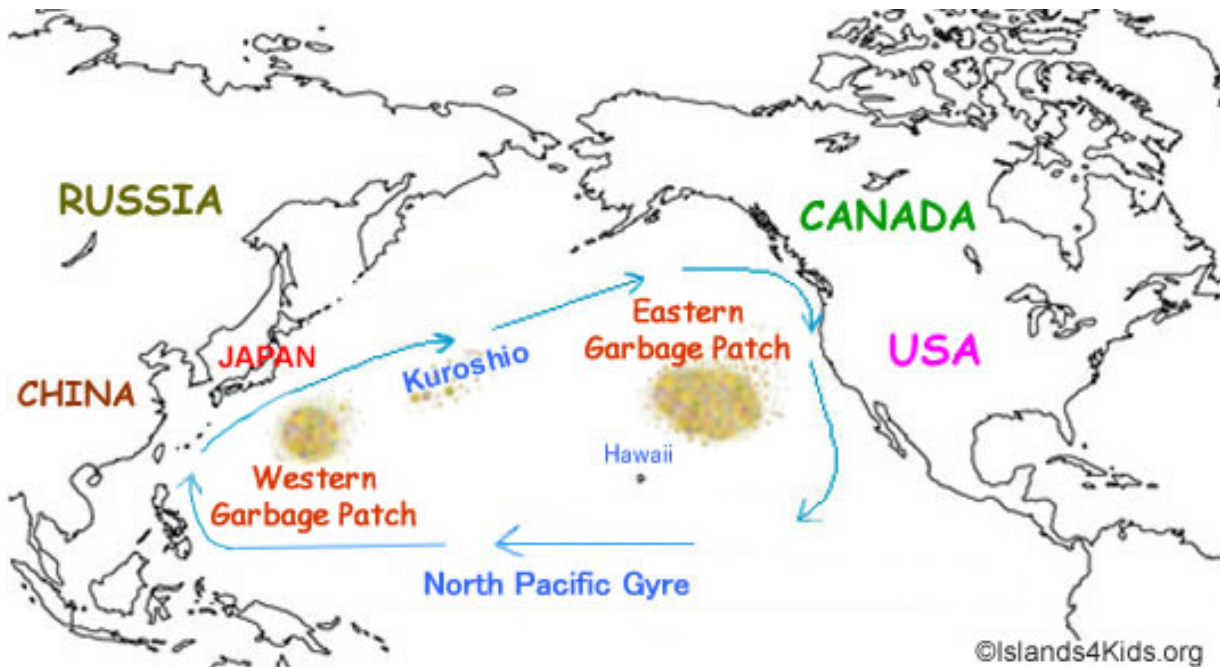 RUSSIA
CANADA
Eastern
Garbage Patch
USA
JAPAN
Kuroshio
CHINA
Hawaii
Western
Garbage Patch
North Pacific Gyre
©Islands4Kids.org